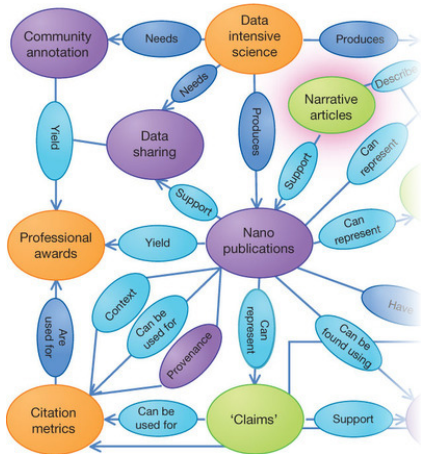 Community
annotation
Needs
Data
intensive
science
Produces
Needs
Produces
Narrative
articles
Describe
Yield
Data
sharing
Support
Support
Can
represent
Professional
awards
Yield
Nano
publications
Can
represent
Context
Can be
used for
Provenance
Can
represent
Have
Can be
found using
Are
used for
Citation
metrics
Can be
used for
'Claims'
Support